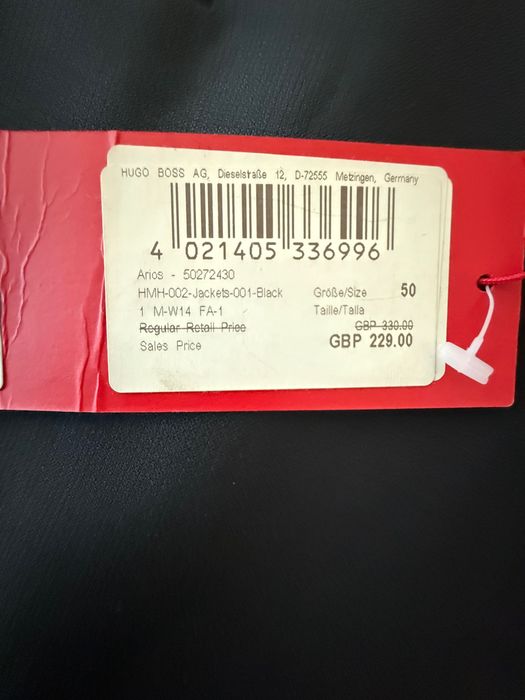 HUGO BOSS AG, Dieselstraße 12, D-72555 Metzingen, Germany
4 021405 336996
Arios - 50272430
HMH-002-Jackets-001-Black Größe/Size 50
1 M-W14 FA-1 Taille/Talla
Regular Retail Price GBP 330.00
Sales Price GBP 229.00